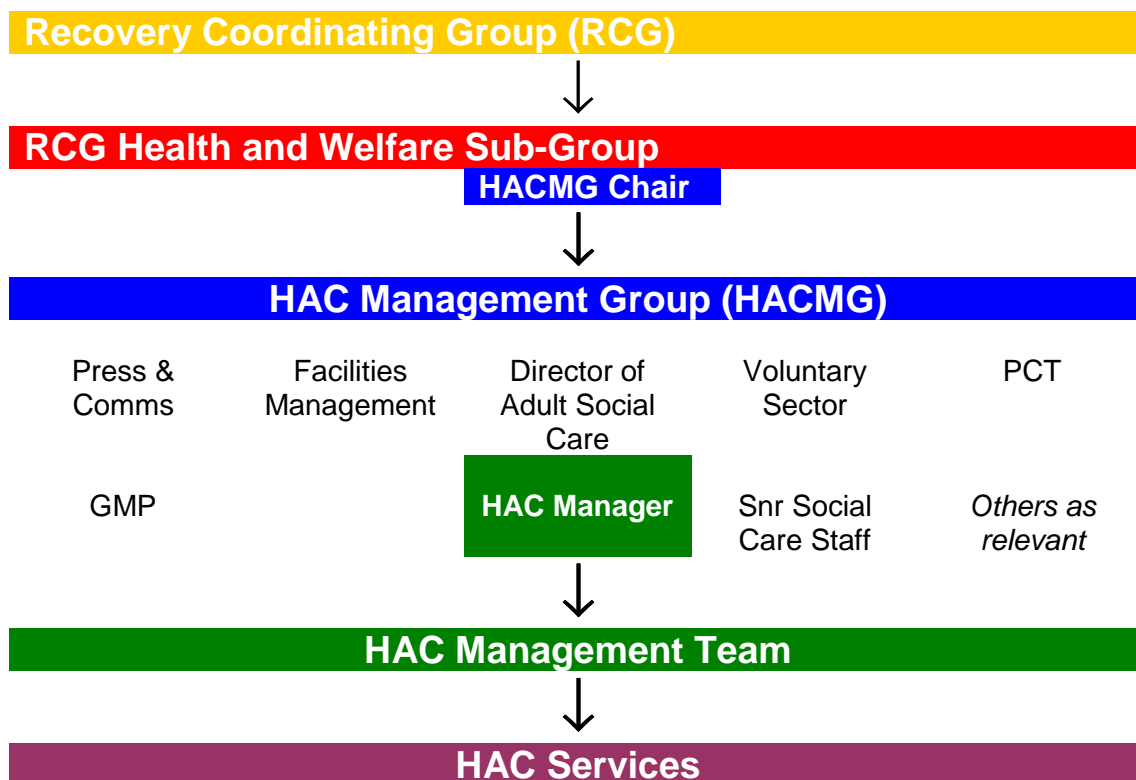 Recovery Coordinating Group (RCG)
RCG Health and Welfare Sub-Group
HACMG Chair
HAC Management Group (HACMG)
Press &
Comms
Facilities
Management
Director of
Adult Social
Care
Voluntary
Sector
PCT
GMP
HAC Manager
Snr Social
Care Staff
Others as
relevant
HAC Management Team
HAC Services